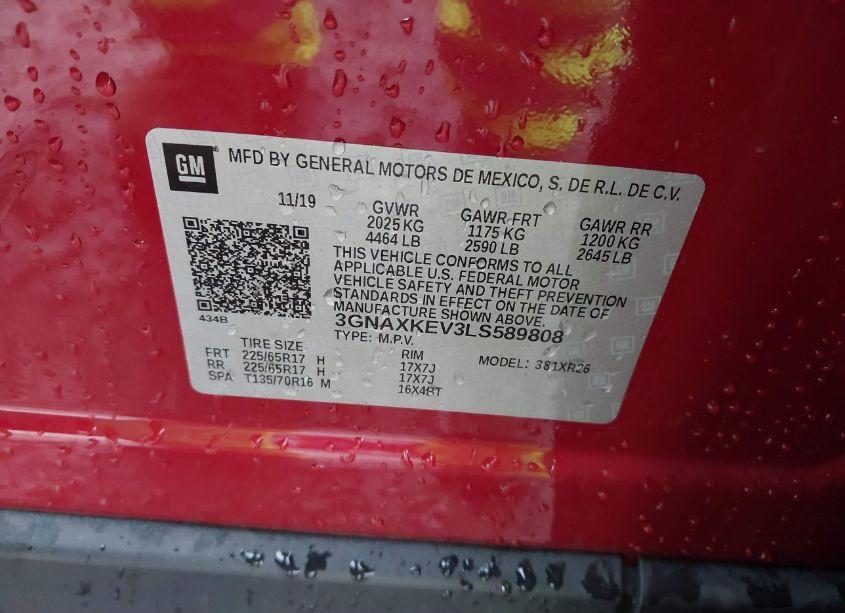 GM MFD BY GENERAL MOTORS DE MEXICO, S. DE R.L. DE C.V.
11/19 GVWR GAWR FRT GAWR RR
2025 KG 1175 KG 1200 KG
4464 LB 2590 LB 2645 LB
THIS VEHICLE CONFORMS TO ALL
APPLICABLE U.S. FEDERAL MOTOR
VEHICLE SAFETY AND THEFT PREVENTION
STANDARDS IN EFFECT ON THE DATE OF
MANUFACTURE SHOWN ABOVE.
434B 3GNAXKEV3LS589808
TYPE: M.P.V. MODEL: 381XR26
TIRE SIZE RIM
FRT 225/65R17 H 17X7J
RR 225/65R17 H 17X7J
SPA T135/70R16 M 16X4BT